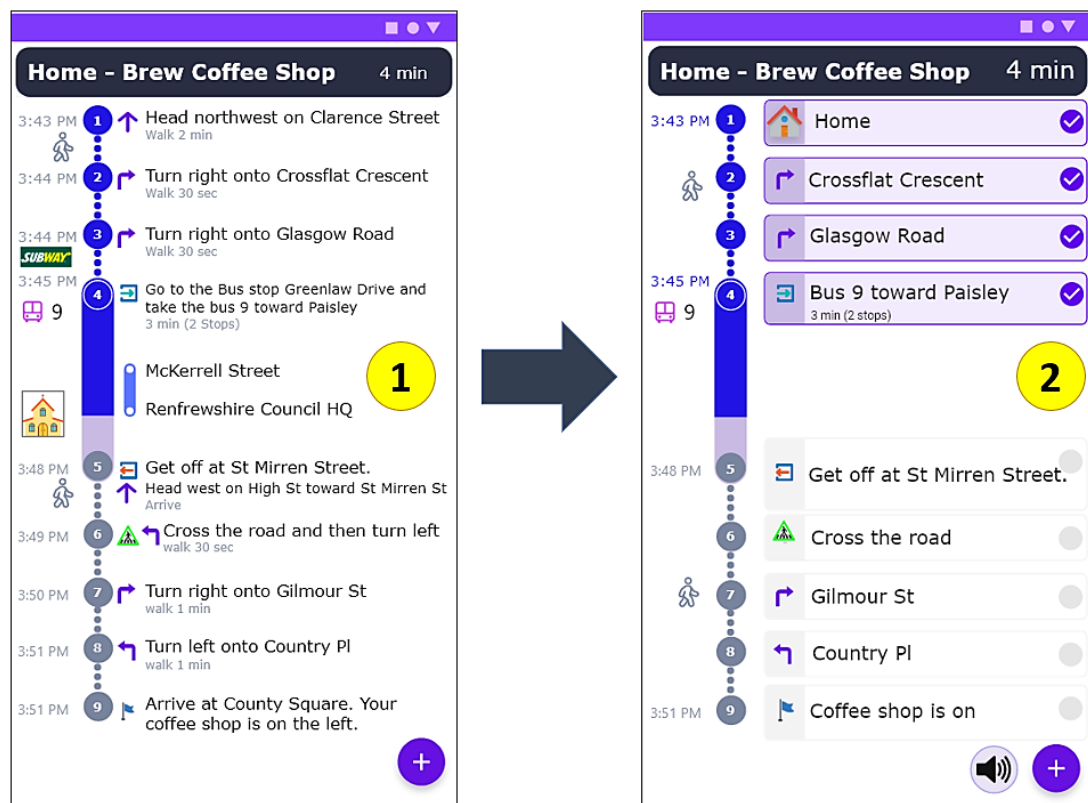 Home - Brew Coffee Shop 4 min
3:43 PM 1 Head northwest on Clarence Street
Walk 2 min
3:44 PM 2 Turn right onto Crossflat Crescent
Walk 30 sec
3:44 PM 3 Turn right onto Glasgow Road
Walk 30 sec
SUBWAY
3:45 PM 4 Go to the Bus stop Greenlaw Drive and
take the bus 9 toward Paisley
9 3 min (2 Stops)
McKerrell Street
1
Renfrewshire Council HQ
3:48 PM 5 Get off at St Mirren Street.
Head west on High St toward St Mirren St
Arrive
3:49 PM 6 Cross the road and then turn left
walk 30 sec
3:50 PM 7 Turn right onto Gilmour St
walk 1 min
3:51 PM 8 Turn left onto Country Pl
walk 1 min
3:51 PM 9 Arrive at County Square. Your
coffee shop is on the left.
+
Home - Brew Coffee Shop 4 min
3:43 PM 1 Home
2 Crossflat Crescent
3 Glasgow Road
3:45 PM 4 Bus 9 toward Paisley
9 3 min (2 stops)
2
3:48 PM 5 Get off at St Mirren Street.
6 Cross the road
7 Gilmour St
8 Country Pl
3:51 PM 9 Coffee shop is on
+